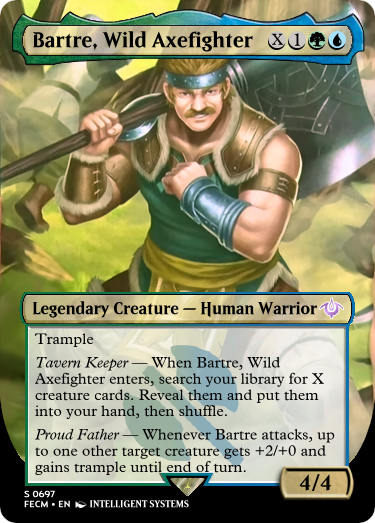 Bartre, Wild Axefighter X 1
Legendary Creature — Human Warrior
Trample
Tavern Keeper — When Bartre, Wild
Axefighter enters, search your library for X
creature cards. Reveal them and put them
into your hand, then shuffle.
Proud Father — Whenever Bartre attacks, up
to one other target creature gets +2/+0 and
gains trample until end of turn.
4/4
S 0697
FECM • EN INTELLIGENT SYSTEMS